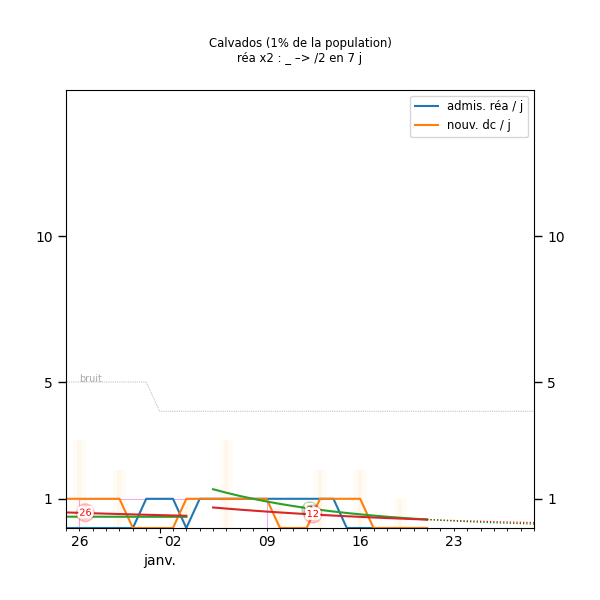 Calvados (1% de la population)
réa x2 : _ –> /2 en 7 j
admis. réa / j
nouv. dc / j
10 10
5 5
bruit
1 1
26 12
26 02 09 16 23
janv.